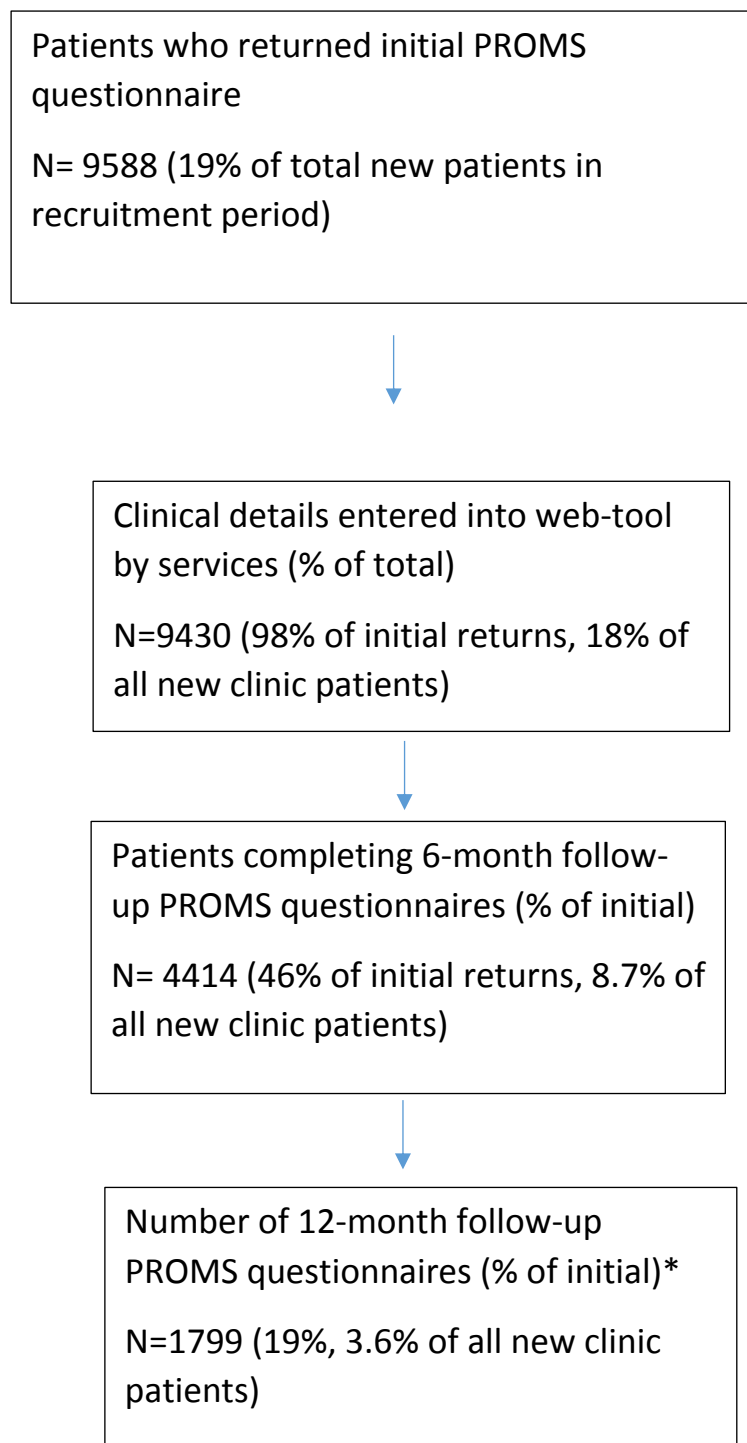 Patients who returned initial PROMS
questionnaire
N= 9588 (19% of total new patients in
recruitment period)
Clinical details entered into web-tool
by services (% of total)
N=9430 (98% of initial returns, 18% of
all new clinic patients)
Patients completing 6-month follow-
up PROMS questionnaires (% of initial)
N= 4414 (46% of initial returns, 8.7% of
all new clinic patients)
Number of 12-month follow-up
PROMS questionnaires (% of initial)*
N=1799 (19%, 3.6% of all new clinic
patients)